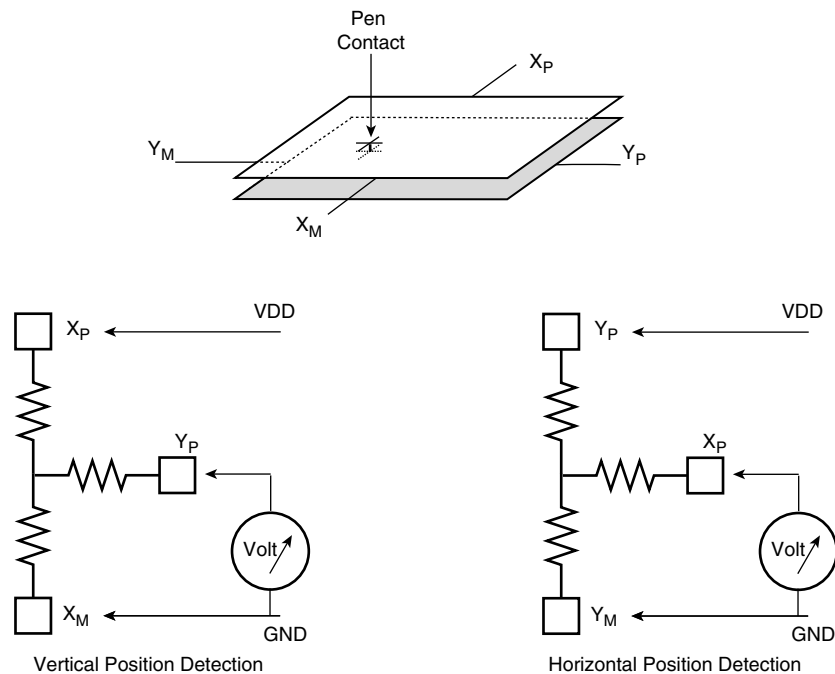 Pen
Contact
X_P
Y_M
Y_P
X_M
X_P
VDD
Y_P
Volt
X_M
GND
Vertical Position Detection
Y_P
VDD
X_P
Volt
Y_M
GND
Horizontal Position Detection